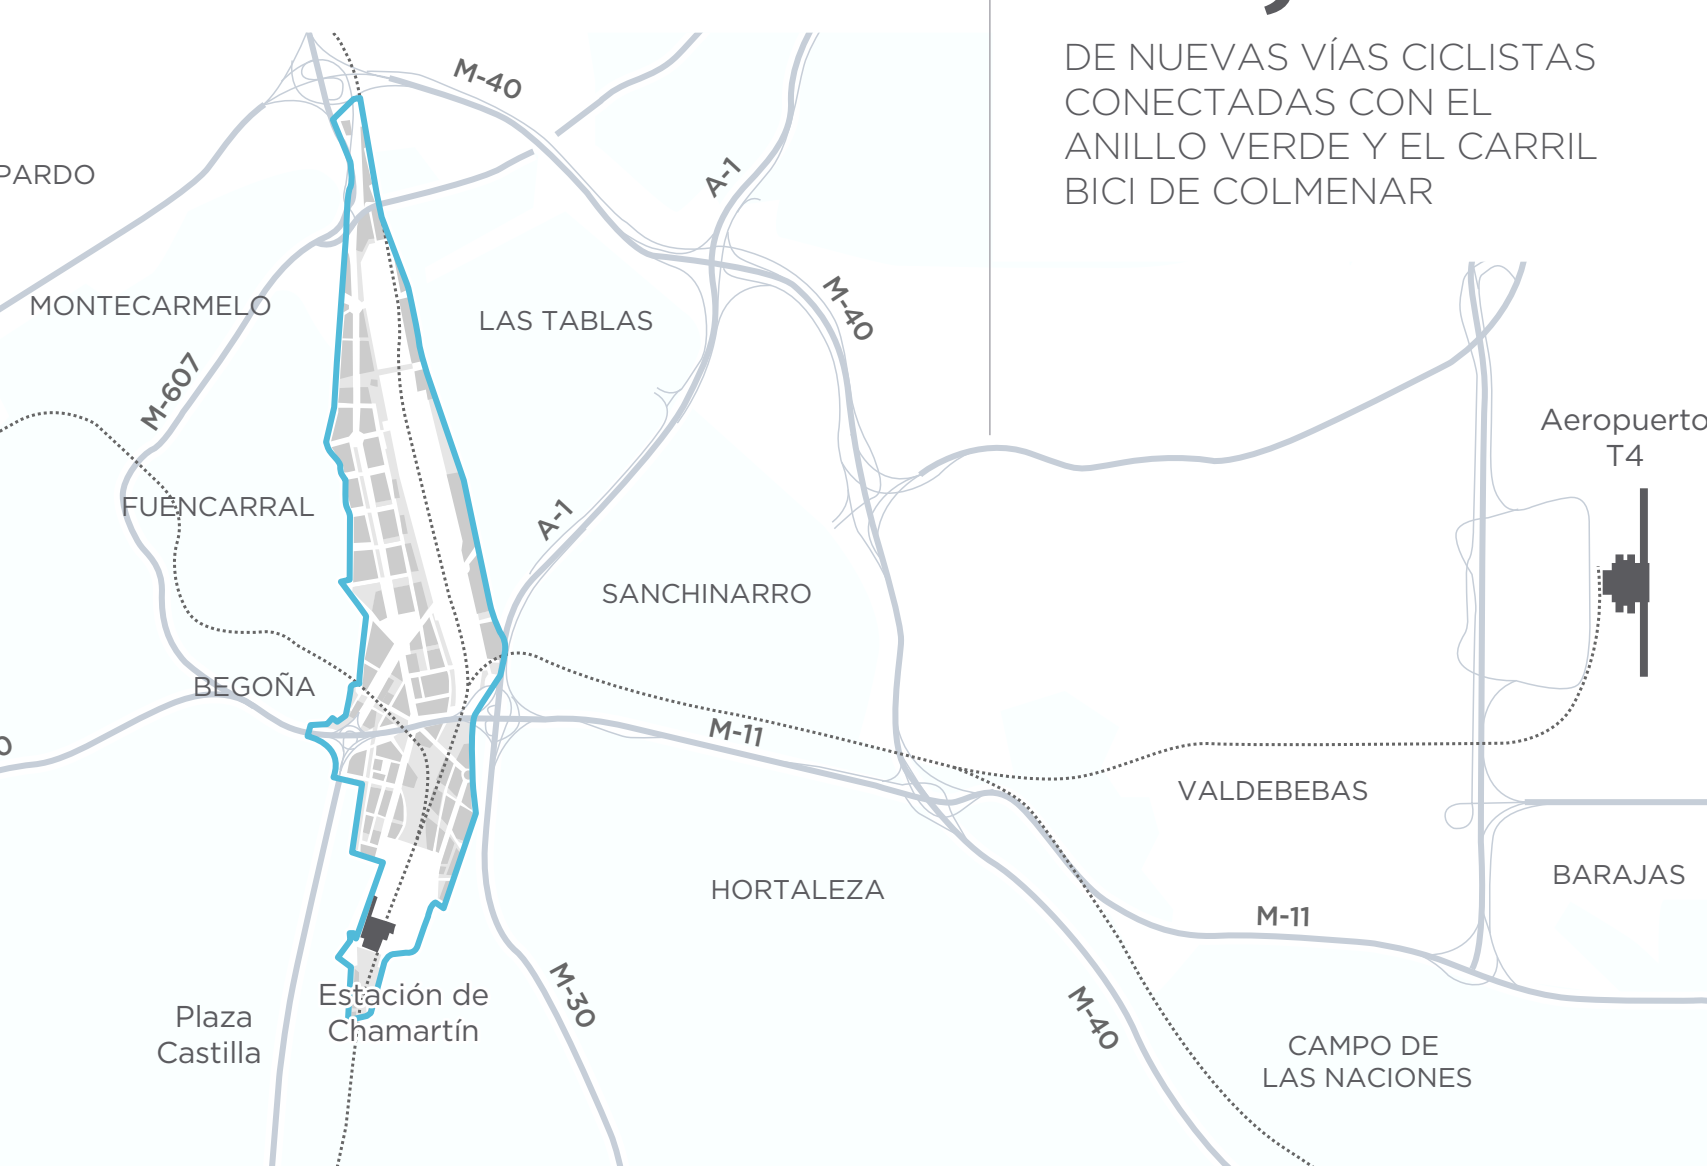 DE NUEVAS VÍAS CICLISTAS
CONECTADAS CON EL
ANILLO VERDE Y EL CARRIL
BICI DE COLMENAR
M-40
A-1
PARDO
MONTECARMELO
LAS TABLAS
M-40
M-607
Aeropuerto
T4
FUENCARRAL
A-1
SANCHINARRO
BEGOÑA
M-11
0
VALDEBEBAS
HORTALEZA
BARAJAS
M-11
M-30
Estación de
Chamartín
Plaza
Castilla
M-40
CAMPO DE
LAS NACIONES